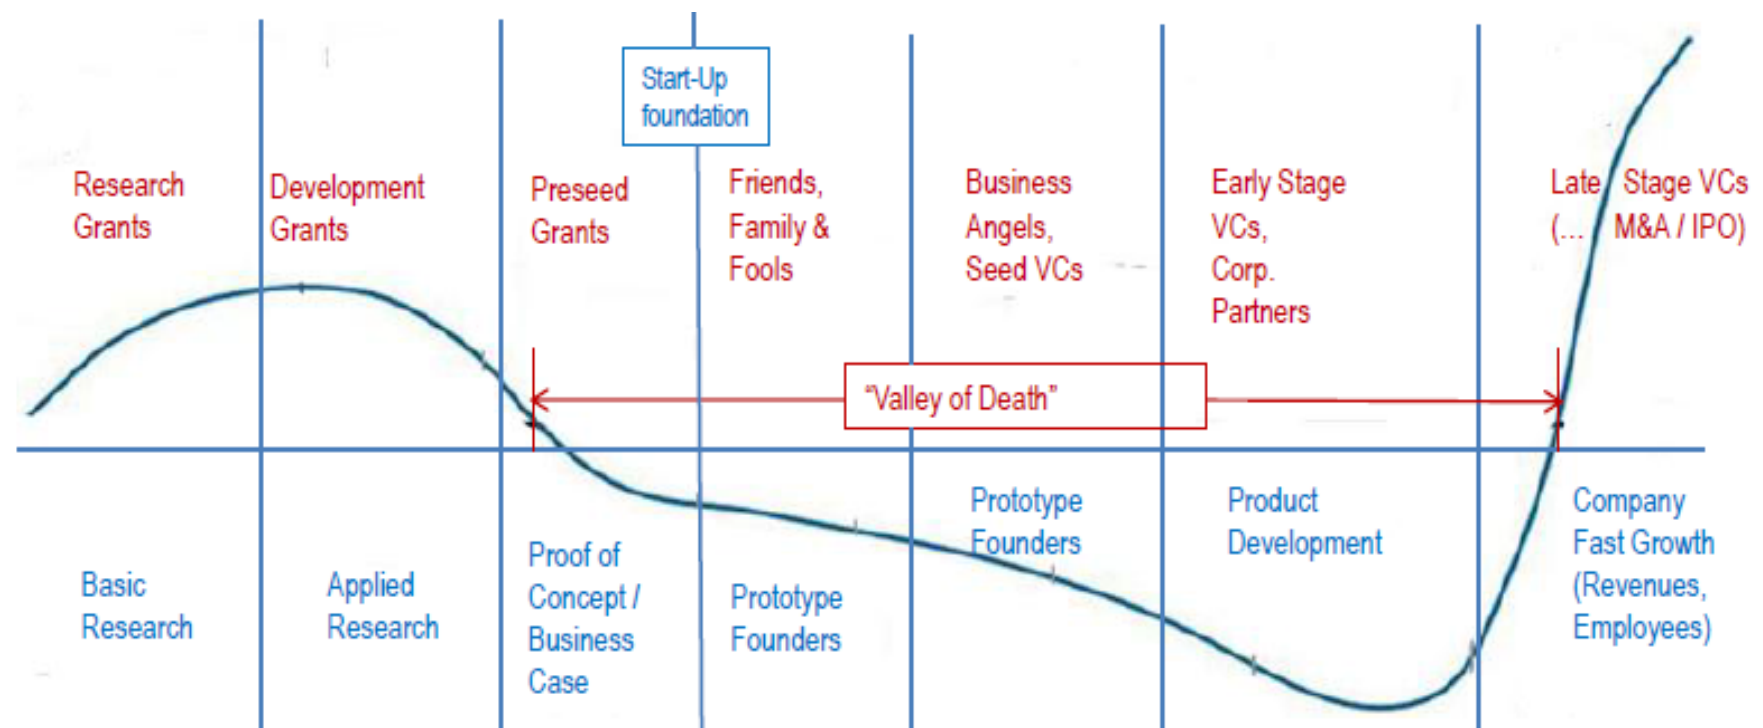 Start-Up
foundation
Research
Grants
Development
Grants
Preseed
Grants
Friends,
Family &
Fools
Business
Angels,
Seed VCs
Early Stage
VCs,
Corp.
Partners
Late Stage VCs
(... M&A / IPO)
“Valley of Death”
Basic
Research
Applied
Research
Proof of
Concept /
Business
Case
Prototype
Founders
Prototype
Founders
Product
Development
Company
Fast Growth
(Revenues,
Employees)